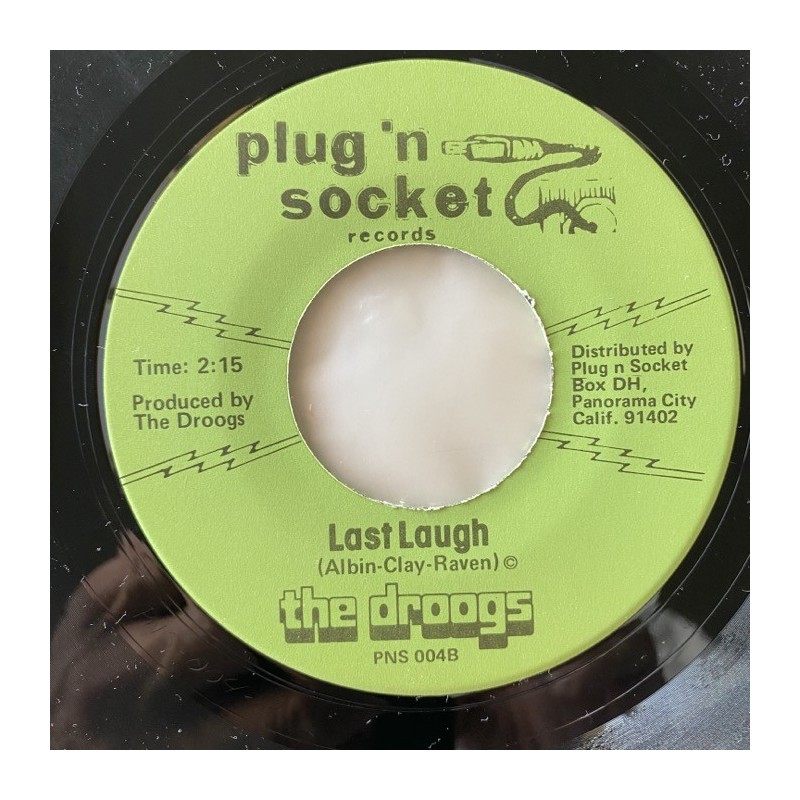 plug 'n
socket
records
Time: 2:15
Produced by
The Droogs
Distributed by
Plug n Socket
Box DH,
Panorama City
Calif. 91402
Last Laugh
(Albin-Clay-Raven) ©
the droogs
PNS 004B